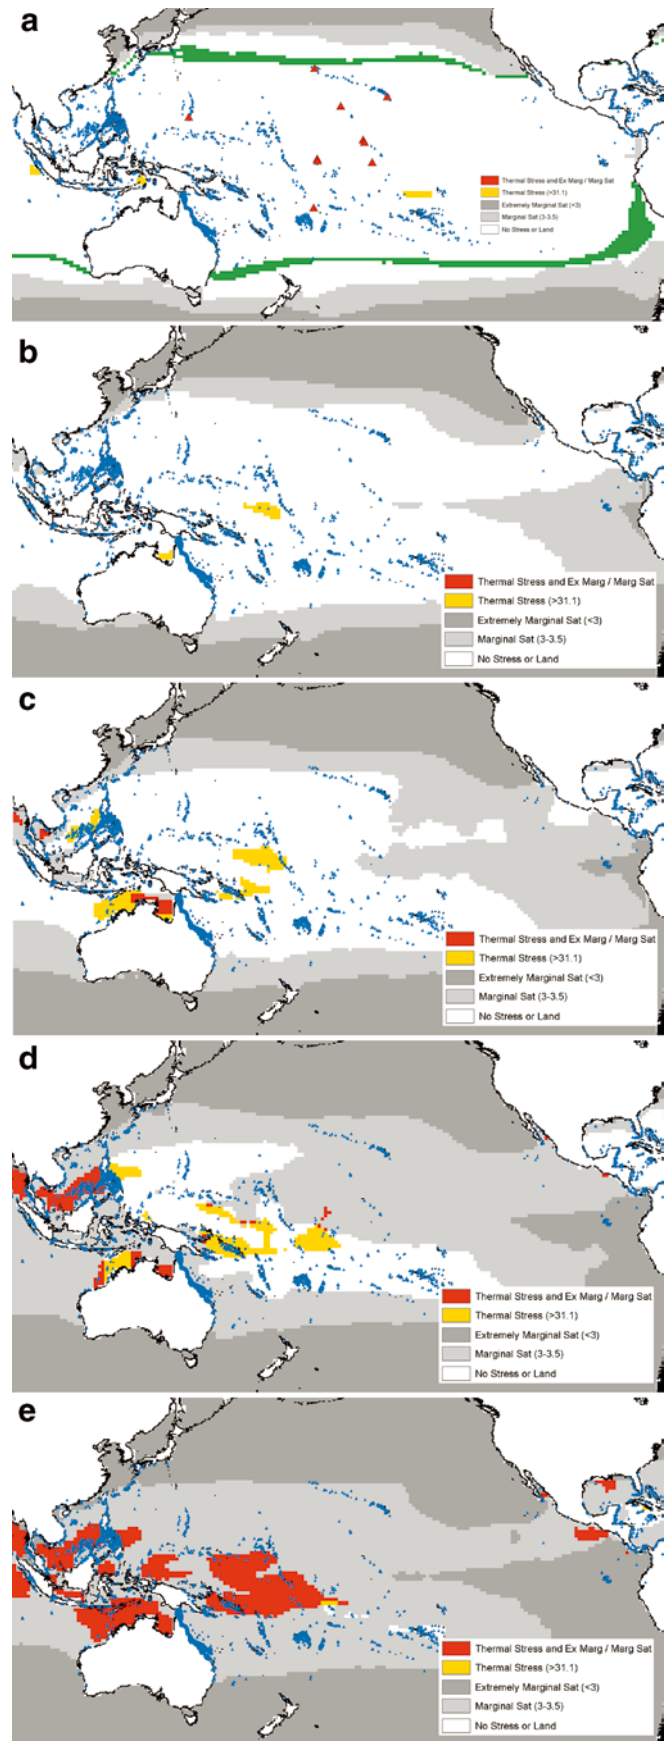 a
Thermal Stress and Ex Marg / Marg Sat
Thermal Stress (>31.1)
Extremely Marginal Sat (<3)
Marginal Sat (3-3.5)
No Stress or Land
b
Thermal Stress and Ex Marg / Marg Sat
Thermal Stress (>31.1)
Extremely Marginal Sat (<3)
Marginal Sat (3-3.5)
No Stress or Land
c
Thermal Stress and Ex Marg / Marg Sat
Thermal Stress (>31.1)
Extremely Marginal Sat (<3)
Marginal Sat (3-3.5)
No Stress or Land
d
Thermal Stress and Ex Marg / Marg Sat
Thermal Stress (>31.1)
Extremely Marginal Sat (<3)
Marginal Sat (3-3.5)
No Stress or Land
e
Thermal Stress and Ex Marg / Marg Sat
Thermal Stress (>31.1)
Extremely Marginal Sat (<3)
Marginal Sat (3-3.5)
No Stress or Land